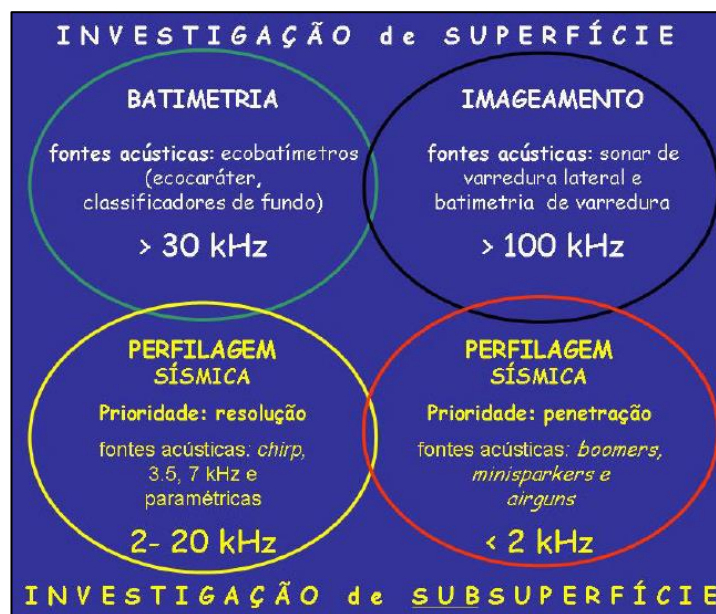 INVESTIGAÇÃO de SUPERFÍCIE
BATIMETRIA
fontes acústicas: ecobatímetros
(ecocaráter,
classificadores de fundo)
> 30 kHz
IMAGEAMENTO
fontes acústicas: sonar de
varredura lateral e
batimetria de varredura
> 100 kHz
PERFILAGEM
SÍSMICA
Prioridade: resolução
fontes acústicas: chirp,
3.5, 7 kHz e
paramétricas
2- 20 kHz
PERFILAGEM
SÍSMICA
Prioridade: penetração
fontes acústicas: boomers,
minisparkers e
airguns
< 2 kHz
INVESTIGAÇÃO de SUBSUPERFÍCIE